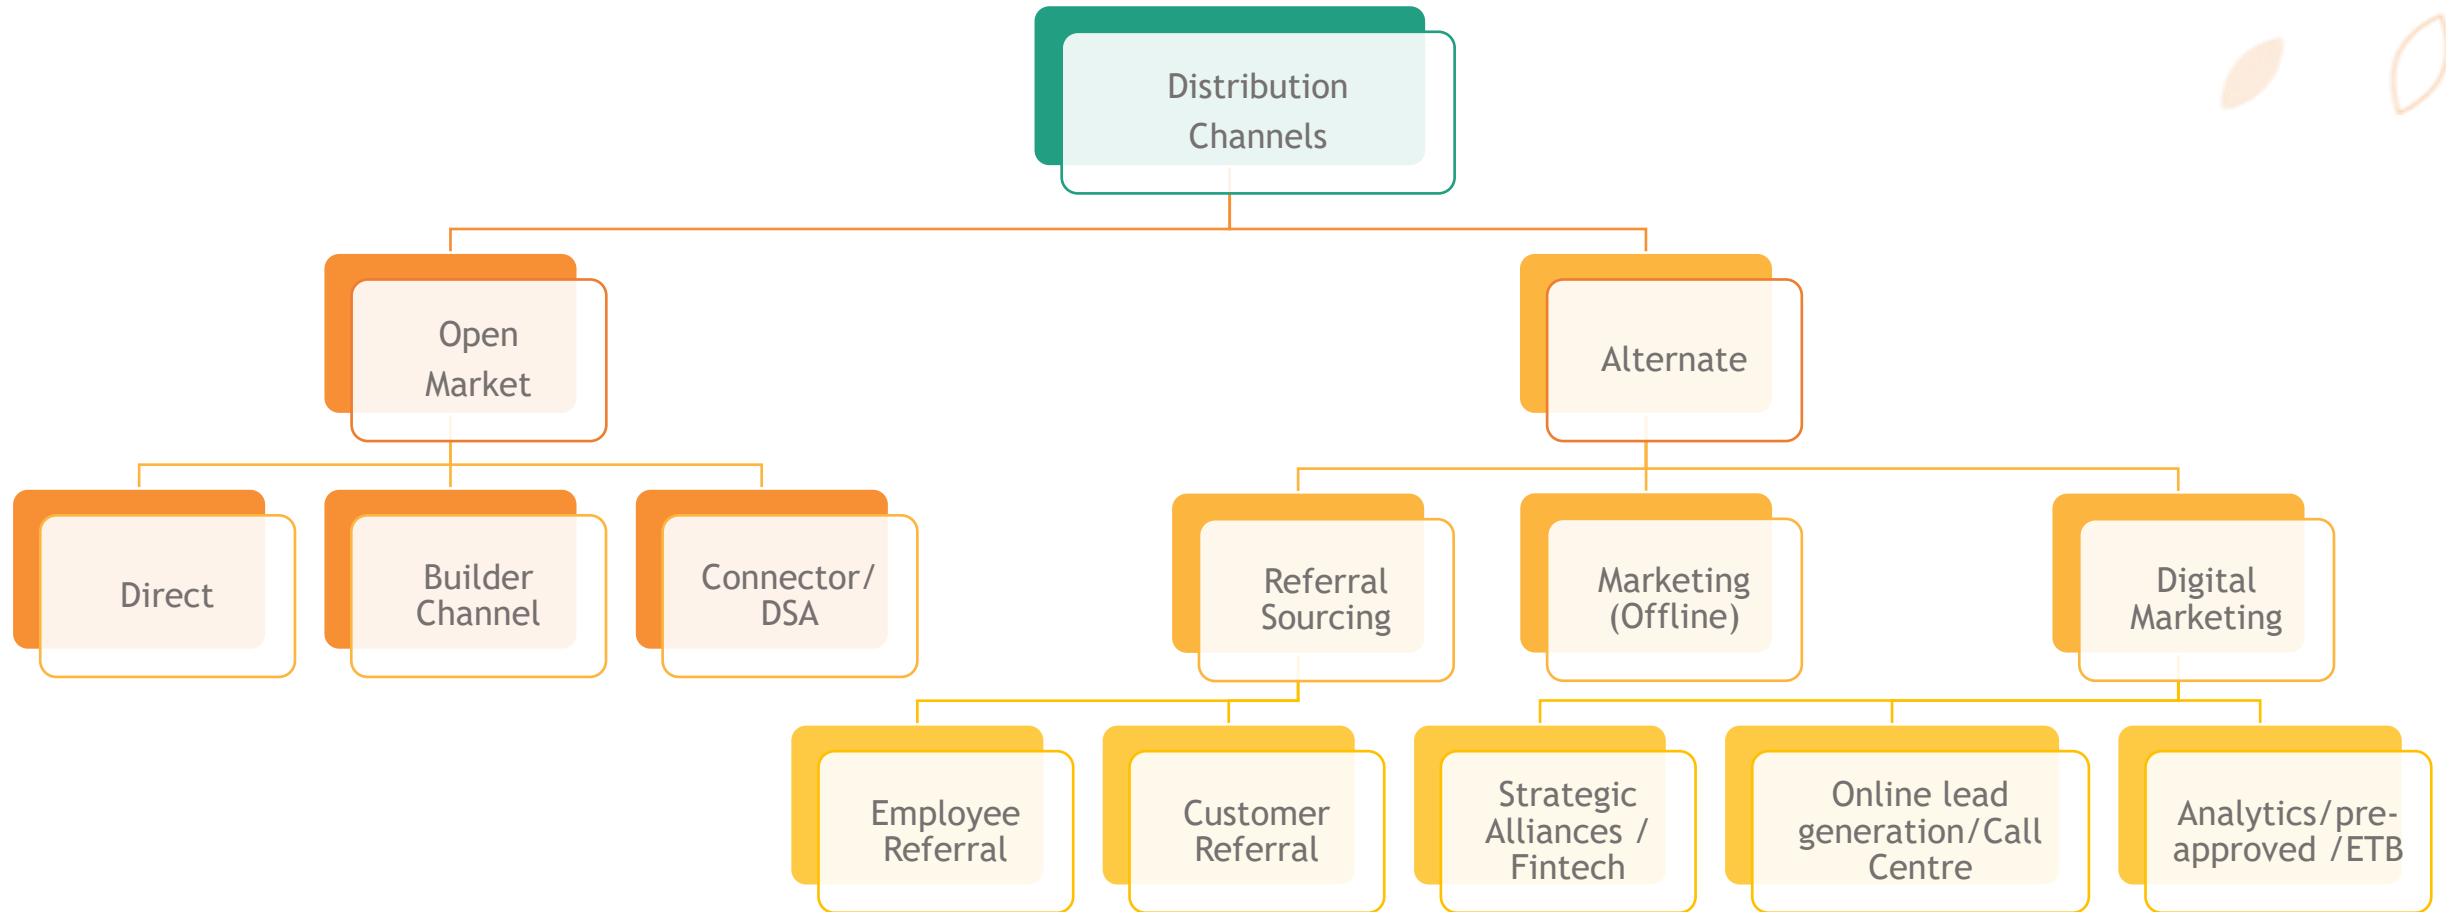 Distribution
Channels
Open
Market
Alternate
Direct
Builder
Channel
Connector/
DSA
Referral
Sourcing
Marketing
(Offline)
Digital
Marketing
Employee
Referral
Customer
Referral
Strategic
Alliances /
Fintech
Online lead
generation/Call
Centre
Analytics/pre-
approved /ETB